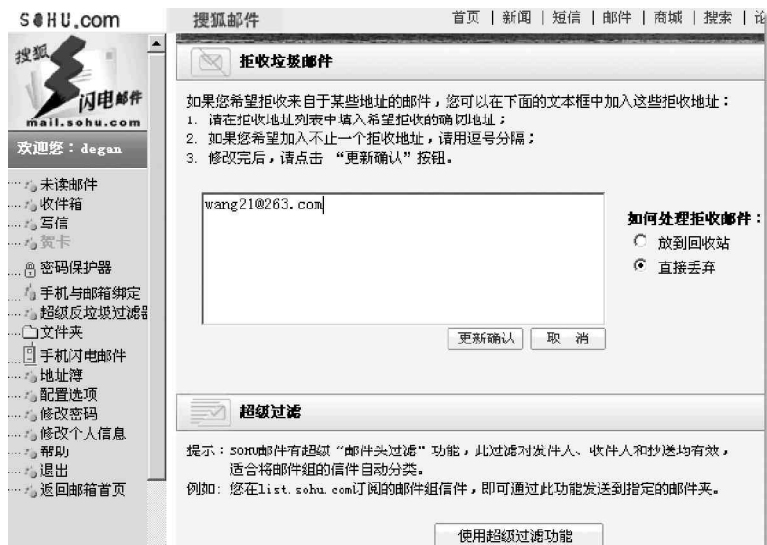 S☻HU.com
搜狐邮件
首页 | 新闻 | 短信 | 邮件 | 商城 | 搜索 |
搜狐
闪电邮件
mail.sohu.com
欢迎您：degan
未读邮件
收件箱
写信
贺卡
密码保护器
手机与邮箱绑定
超级反垃圾过滤器
文件夹
手机闪电邮件
地址簿
配置选项
修改密码
修改个人信息
帮助
退出
返回邮箱首页
拒收垃圾邮件
如果您希望拒收来自于某些地址的邮件，您可以在下面的文本框中加入这些拒收地址：
1. 请在拒收地址列表中填入希望拒收的确切地址；
2. 如果您希望加入不止一个拒收地址，请用逗号分隔；
3. 修改完后，请点击 “更新确认”按钮。
wang21@263.com
如何处理拒收邮件：
放到回收站
直接丢弃
更新确认
取 消
超级过滤
提示：SOHU邮件有超级“邮件头过滤”功能，此过滤对发件人、收件人和抄送均有效，
适合将邮件组的信件自动分类。
例如：您在list.sohu.com订阅的邮件组信件，即可通过此功能发送到指定的邮件夹。
使用超级过滤功能